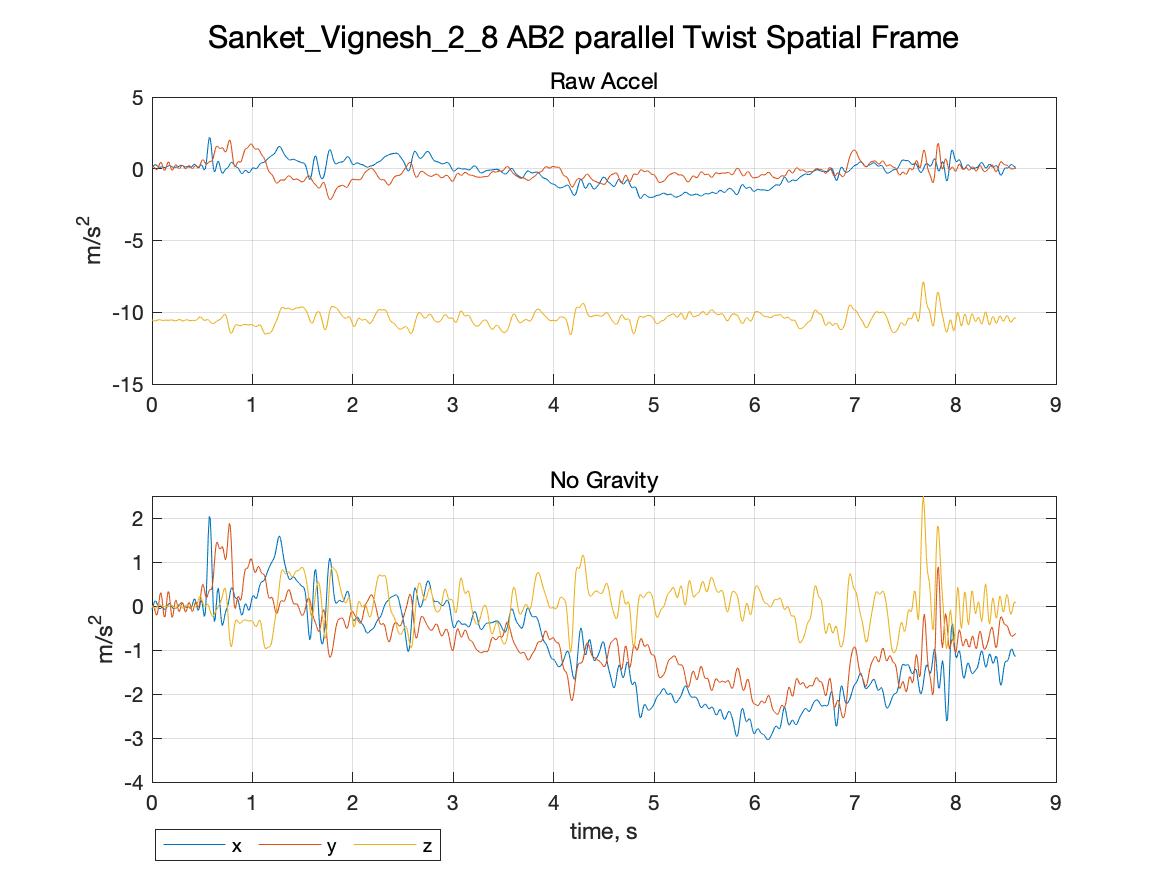 Sanket_Vignesh_2_8 AB2 parallel Twist Spatial Frame
Raw Accel
5
0
-5
-10
-15
m/s²
0 1 2 3 4 5 6 7 8 9
No Gravity
2
1
0
-1
-2
-3
-4
m/s²
0 1 2 3 4 5 6 7 8 9
time, s
x y z